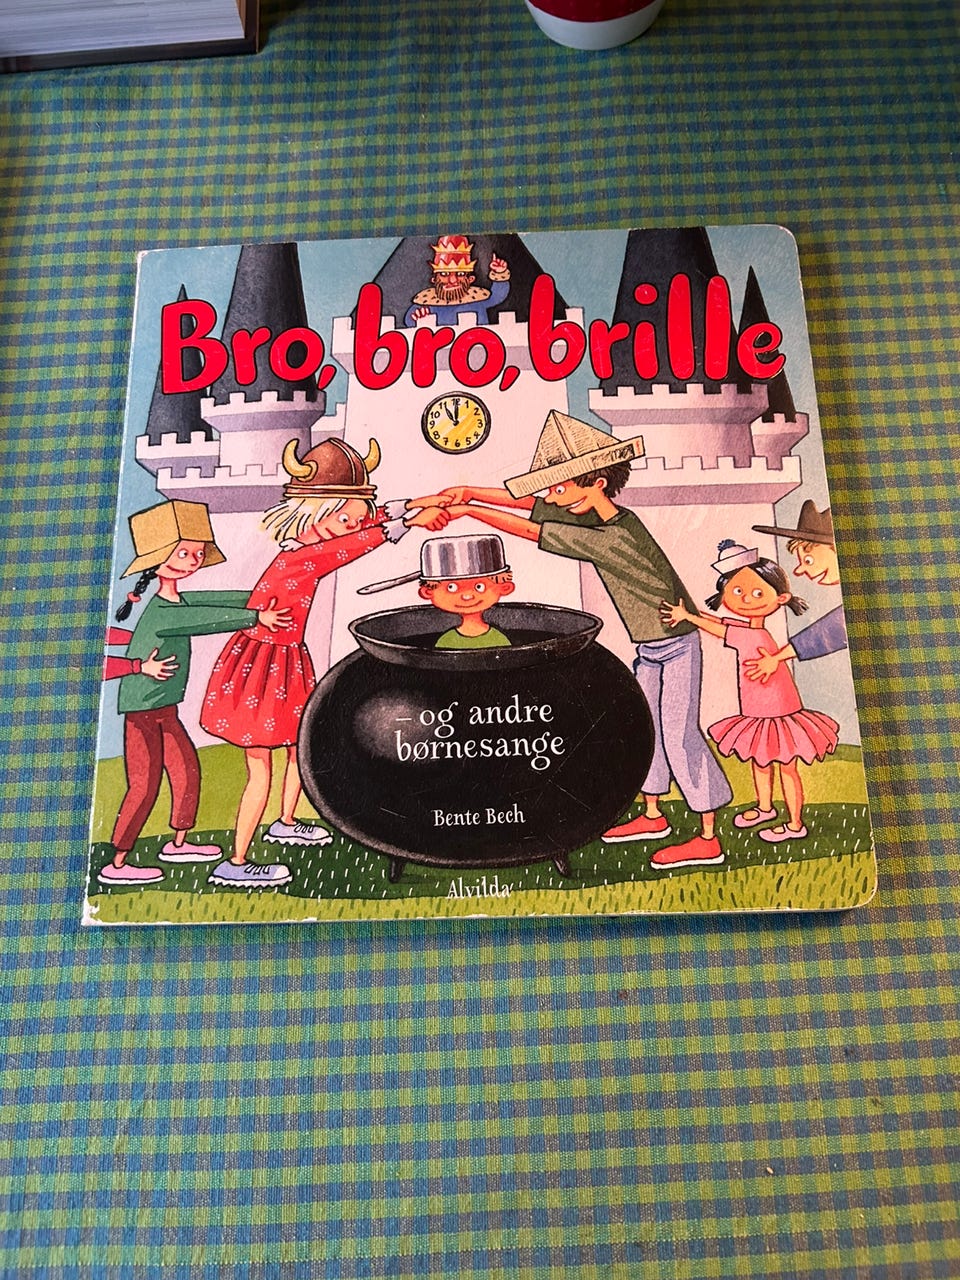 Bro, bro, brille
– og andre
børnesange
Bente Bech
Alvilda